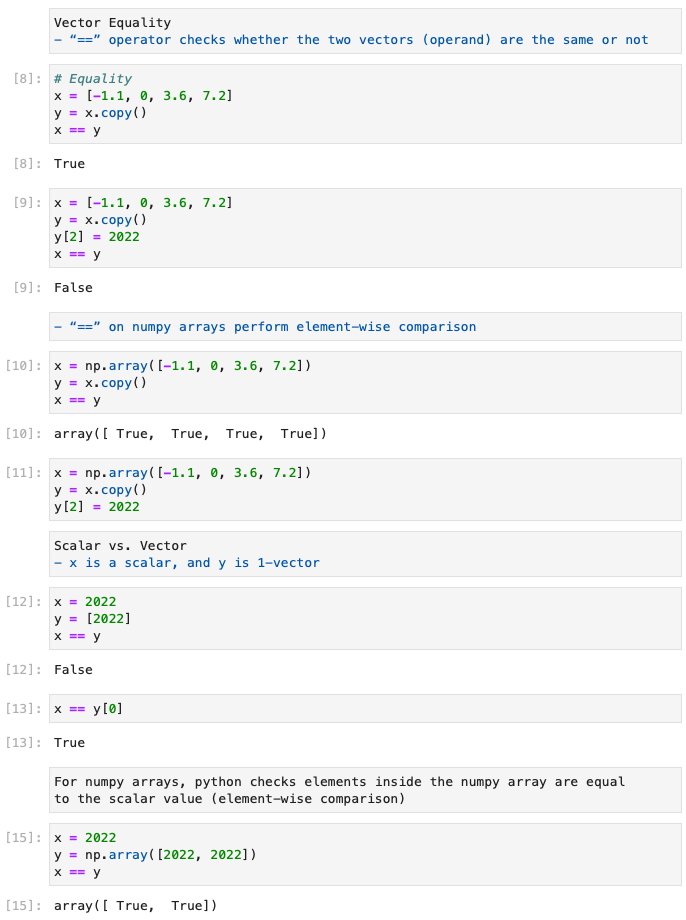 Vector Equality
- “==” operator checks whether the two vectors (operand) are the same or not
[8]: # Equality
x = [-1.1, 0, 3.6, 7.2]
y = x.copy()
x == y
[8]: True
[9]: x = [-1.1, 0, 3.6, 7.2]
y = x.copy()
y[2] = 2022
x == y
[9]: False
- “==” on numpy arrays perform element-wise comparison
[10]: x = np.array([-1.1, 0, 3.6, 7.2])
y = x.copy()
x == y
[10]: array([ True,  True,  True,  True])
[11]: x = np.array([-1.1, 0, 3.6, 7.2])
y = x.copy()
y[2] = 2022
Scalar vs. Vector
- x is a scalar, and y is 1-vector
[12]: x = 2022
y = [2022]
x == y
[12]: False
[13]: x == y[0]
[13]: True
For numpy arrays, python checks elements inside the numpy array are equal
to the scalar value (element-wise comparison)
[15]: x = 2022
y = np.array([2022, 2022])
x == y
[15]: array([ True,  True])